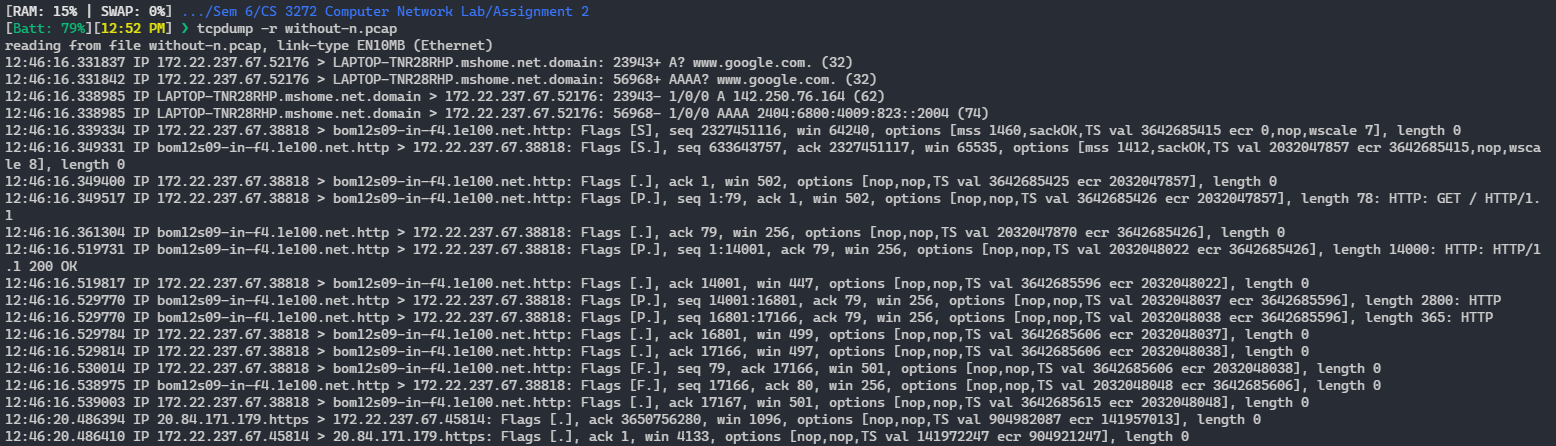 [RAM: 15% | SWAP: 0%] .../Sem 6/CS 3272 Computer Network Lab/Assignment 2
[Batt: 79%][12:52 PM] ❯ tcpdump -r without-n.pcap
reading from file without-n.pcap, link-type EN10MB (Ethernet)
12:46:16.331837 IP 172.22.237.67.52176 > LAPTOP-TNR28RHP.mshome.net.domain: 23943+ A? www.google.com. (32)
12:46:16.331842 IP 172.22.237.67.52176 > LAPTOP-TNR28RHP.mshome.net.domain: 56968+ AAAA? www.google.com. (32)
12:46:16.338985 IP LAPTOP-TNR28RHP.mshome.net.domain > 172.22.237.67.52176: 23943- 1/0/0 A 142.250.76.164 (62)
12:46:16.338985 IP LAPTOP-TNR28RHP.mshome.net.domain > 172.22.237.67.52176: 56968- 1/0/0 AAAA 2404:6800:4009:823::2004 (74)
12:46:16.339334 IP 172.22.237.67.38818 > bom12s09-in-f4.1e100.net.http: Flags [S], seq 2327451116, win 64240, options [mss 1460,sackOK,TS val 3642685415 ecr 0,nop,wscale 7], length 0
12:46:16.349331 IP bom12s09-in-f4.1e100.net.http > 172.22.237.67.38818: Flags [S.], seq 633643757, ack 2327451117, win 65535, options [mss 1412,sackOK,TS val 2032047857 ecr 3642685415,nop,wsca
le 8], length 0
12:46:16.349400 IP 172.22.237.67.38818 > bom12s09-in-f4.1e100.net.http: Flags [.], ack 1, win 502, options [nop,nop,TS val 3642685425 ecr 2032047857], length 0
12:46:16.349517 IP 172.22.237.67.38818 > bom12s09-in-f4.1e100.net.http: Flags [P.], seq 1:79, ack 1, win 502, options [nop,nop,TS val 3642685426 ecr 2032047857], length 78: HTTP: GET / HTTP/1.
1
12:46:16.361304 IP bom12s09-in-f4.1e100.net.http > 172.22.237.67.38818: Flags [.], ack 79, win 256, options [nop,nop,TS val 2032047870 ecr 3642685426], length 0
12:46:16.519731 IP bom12s09-in-f4.1e100.net.http > 172.22.237.67.38818: Flags [P.], seq 1:14001, ack 79, win 256, options [nop,nop,TS val 2032048022 ecr 3642685426], length 14000: HTTP: HTTP/1
.1 200 OK
12:46:16.519817 IP 172.22.237.67.38818 > bom12s09-in-f4.1e100.net.http: Flags [.], ack 14001, win 447, options [nop,nop,TS val 3642685596 ecr 2032048022], length 0
12:46:16.529770 IP bom12s09-in-f4.1e100.net.http > 172.22.237.67.38818: Flags [P.], seq 14001:16801, ack 79, win 256, options [nop,nop,TS val 2032048037 ecr 3642685596], length 2800: HTTP
12:46:16.529770 IP bom12s09-in-f4.1e100.net.http > 172.22.237.67.38818: Flags [P.], seq 16801:17166, ack 79, win 256, options [nop,nop,TS val 2032048038 ecr 3642685596], length 365: HTTP
12:46:16.529784 IP 172.22.237.67.38818 > bom12s09-in-f4.1e100.net.http: Flags [.], ack 16801, win 499, options [nop,nop,TS val 3642685606 ecr 2032048037], length 0
12:46:16.529814 IP 172.22.237.67.38818 > bom12s09-in-f4.1e100.net.http: Flags [.], ack 17166, win 497, options [nop,nop,TS val 3642685606 ecr 2032048038], length 0
12:46:16.530014 IP 172.22.237.67.38818 > bom12s09-in-f4.1e100.net.http: Flags [F.], seq 79, ack 17166, win 501, options [nop,nop,TS val 3642685606 ecr 2032048038], length 0
12:46:16.538975 IP bom12s09-in-f4.1e100.net.http > 172.22.237.67.38818: Flags [F.], seq 17166, ack 80, win 256, options [nop,nop,TS val 2032048048 ecr 3642685606], length 0
12:46:16.539003 IP 172.22.237.67.38818 > bom12s09-in-f4.1e100.net.http: Flags [.], ack 17167, win 501, options [nop,nop,TS val 3642685615 ecr 2032048048], length 0
12:46:20.486394 IP 20.84.171.179.https > 172.22.237.67.45814: Flags [.], ack 3650756280, win 1096, options [nop,nop,TS val 904982087 ecr 141957013], length 0
12:46:20.486410 IP 172.22.237.67.45814 > 20.84.171.179.https: Flags [.], ack 1, win 4133, options [nop,nop,TS val 141972247 ecr 904921247], length 0